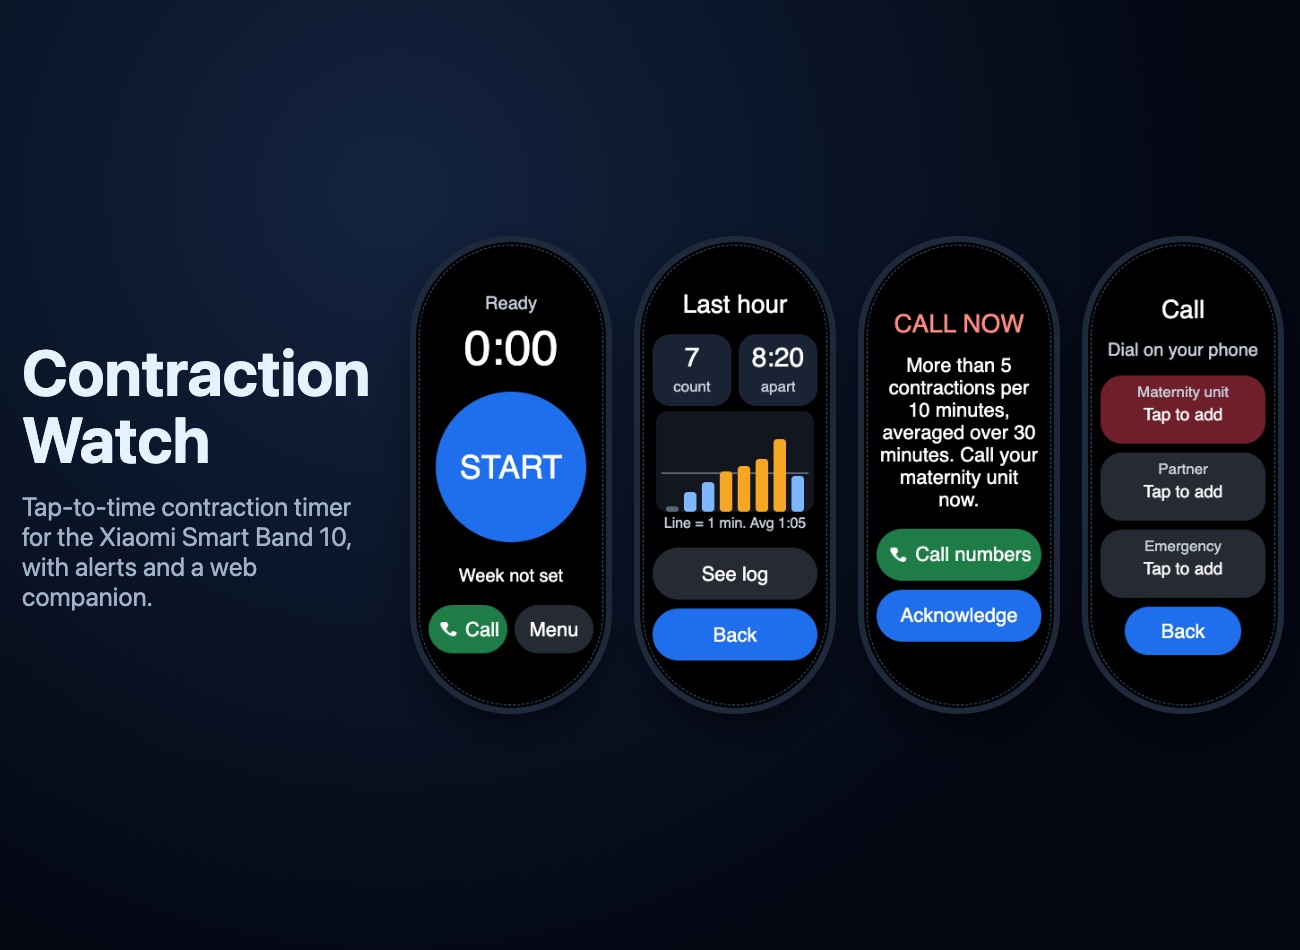 Contraction
Watch
Tap-to-time contraction timer
for the Xiaomi Smart Band 10,
with alerts and a web
companion.
Ready
0:00
START
Week not set
Call
Menu
Last hour
7
count
8:20
apart
Line = 1 min. Avg 1:05
See log
Back
CALL NOW
More than 5
contractions per
10 minutes,
averaged over 30
minutes. Call your
maternity unit
now.
Call numbers
Acknowledge
Call
Dial on your phone
Maternity unit
Tap to add
Partner
Tap to add
Emergency
Tap to add
Back